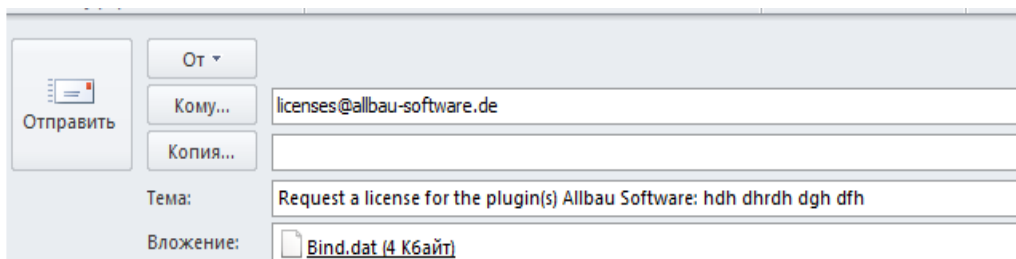 От
Отправить
Кому...
licenses@allbau-software.de
Копия...
Тема:
Request a license for the plugin(s) Allbau Software: hdh dhrdh dgh dfh
Вложение:
Bind.dat (4 Кбайт)